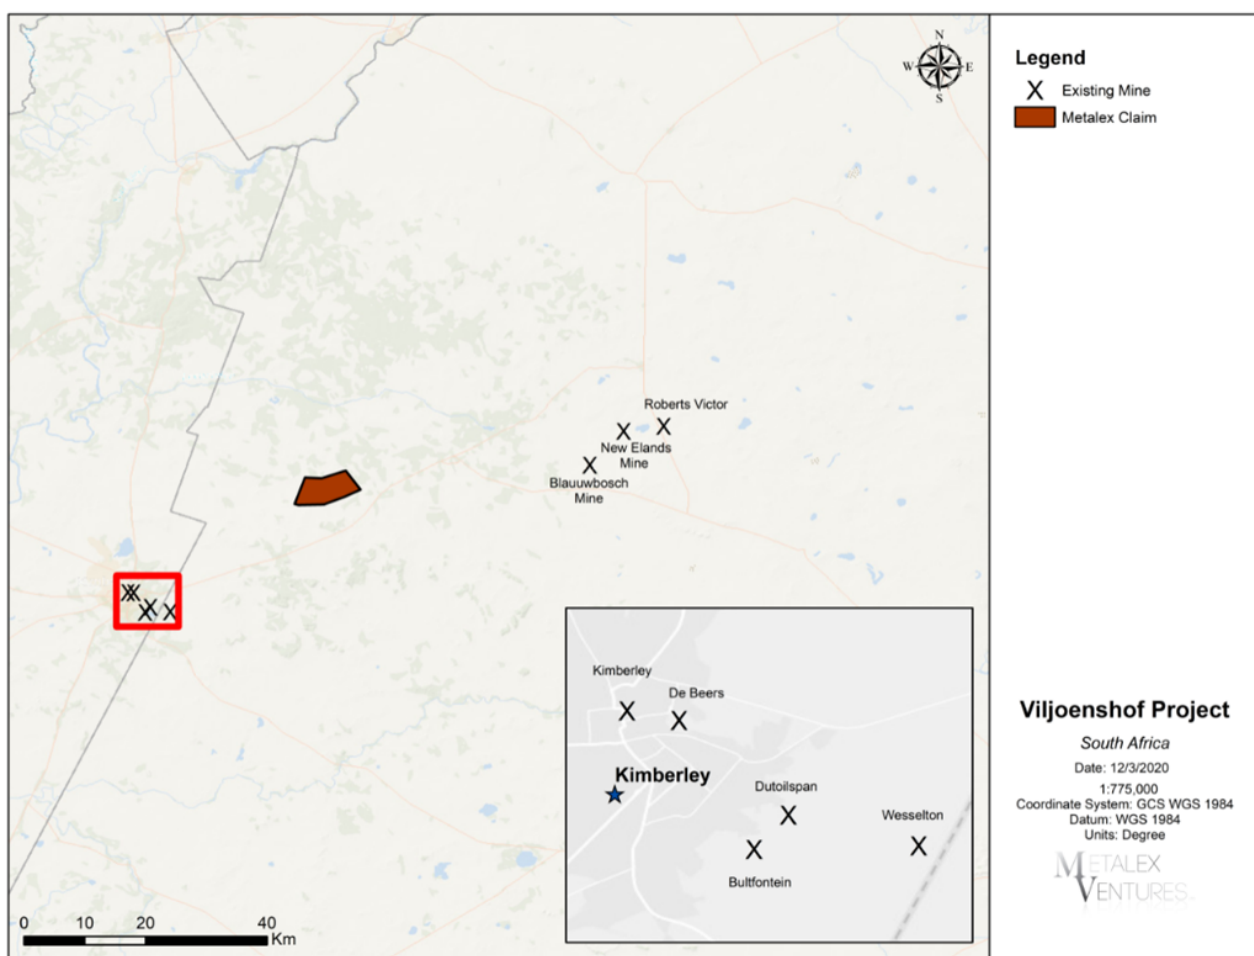 N
W
E
S
Legend
X Existing Mine
Metalex Claim
Roberts Victor
New Elands
Mine
Blauuwbosch
Mine
Kimberley
De Beers
Kimberley
Dutoilspan
Wesselton
Bultfontein
0 10 20 40
Km
Viljoenshof Project
South Africa
Date: 12/3/2020
1:775,000
Coordinate System: GCS WGS 1984
Datum: WGS 1984
Units: Degree
METALEX
VENTURES